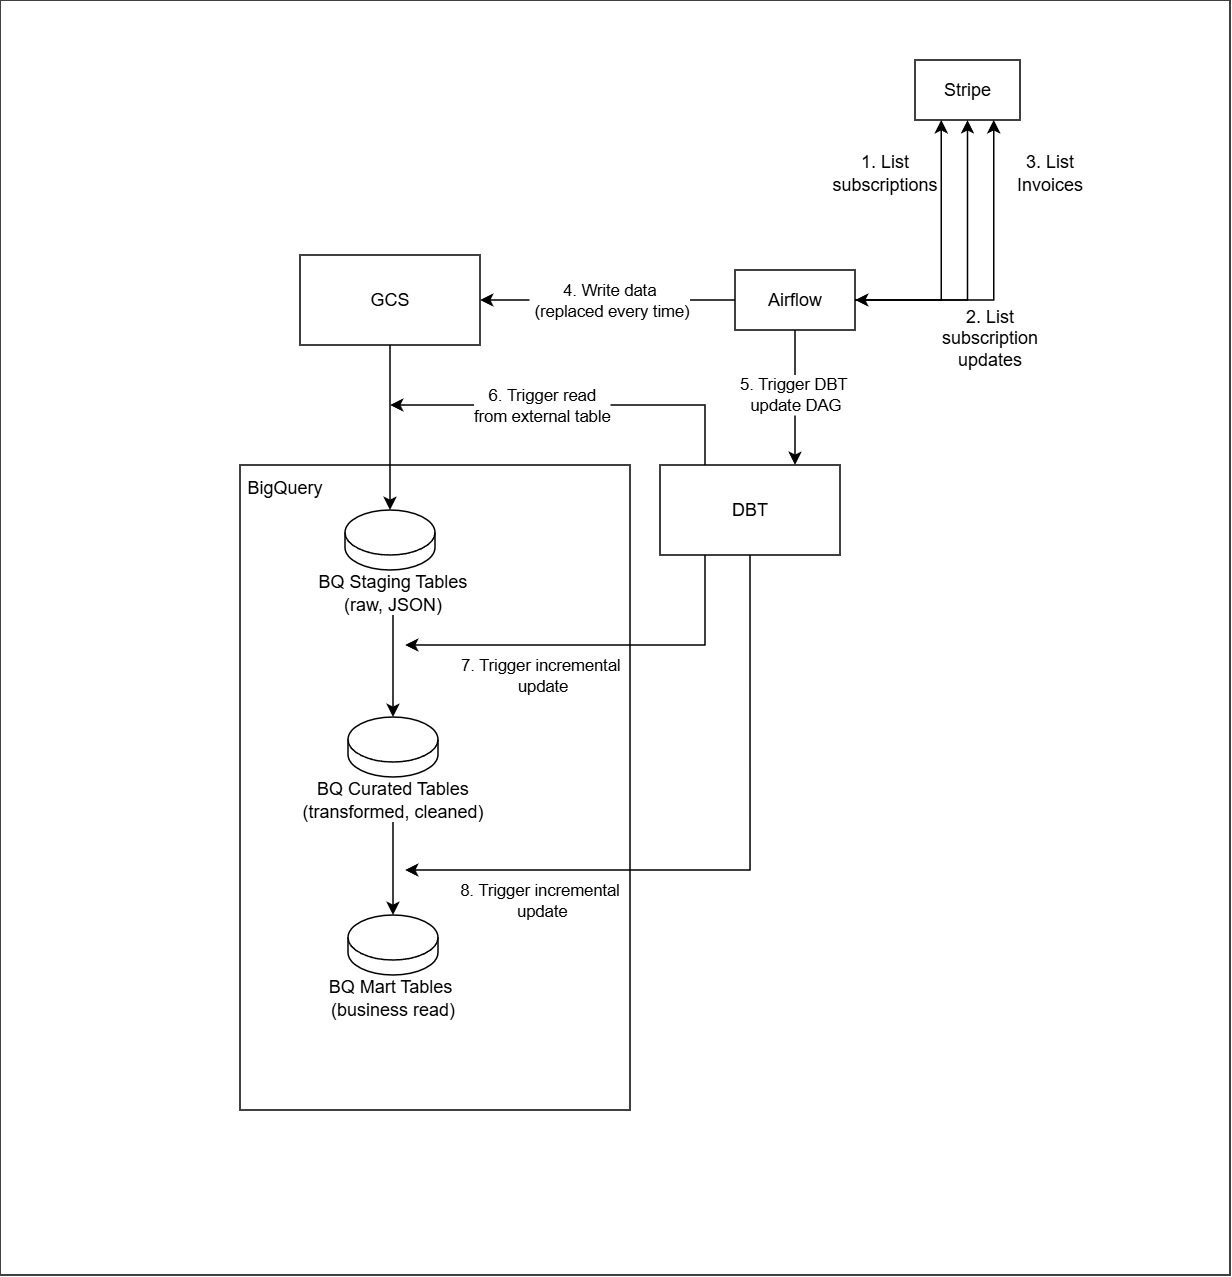 Stripe
1. List
subscriptions
3. List
Invoices
GCS
4. Write data
(replaced every time)
Airflow
2. List
subscription
updates
5. Trigger DBT
update DAG
6. Trigger read
from external table
BigQuery
DBT
BQ Staging Tables
(raw, JSON)
7. Trigger incremental
update
BQ Curated Tables
(transformed, cleaned)
8. Trigger incremental
update
BQ Mart Tables
(business read)